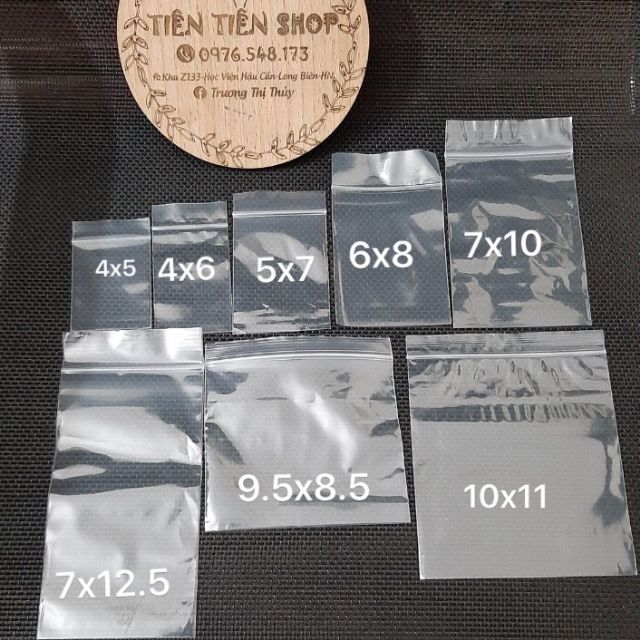 TIÊN TIÊN SHOP
0976.548.173
Khu Z133-Học Viện Hậu Cần-Long Biên-HN
Trương Thị Thủy
4x5
4x6
5x7
6x8
7x10
7x12.5
9.5x8.5
10x11